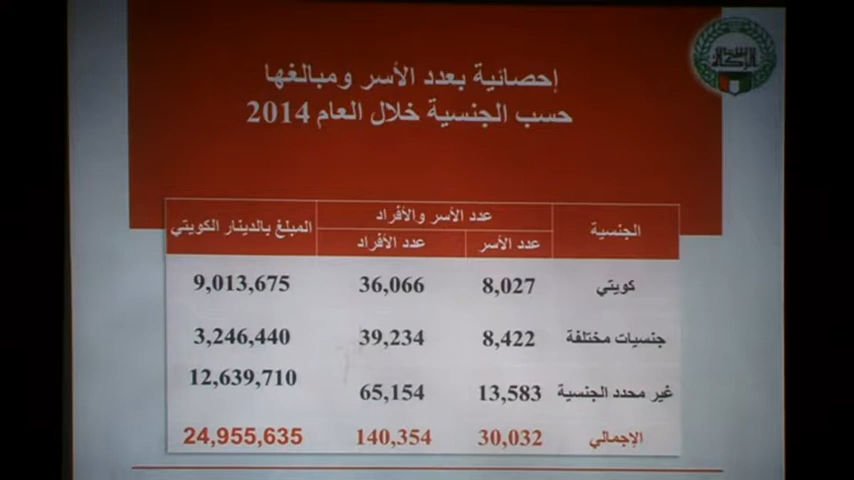 إحصائية بعدد الأسر ومبالغها
حسب الجنسية خلال العام 2014
الجنسية عدد الأسر والأفراد المبلغ بالدينار الكويتي
عدد الأسر عدد الأفراد
كويتي 8,027 36,066 9,013,675
جنسيات مختلفة 8,422 39,234 3,246,440
غير محدد الجنسية 13,583 65,154 12,639,710
الإجمالي 30,032 140,354 24,955,635